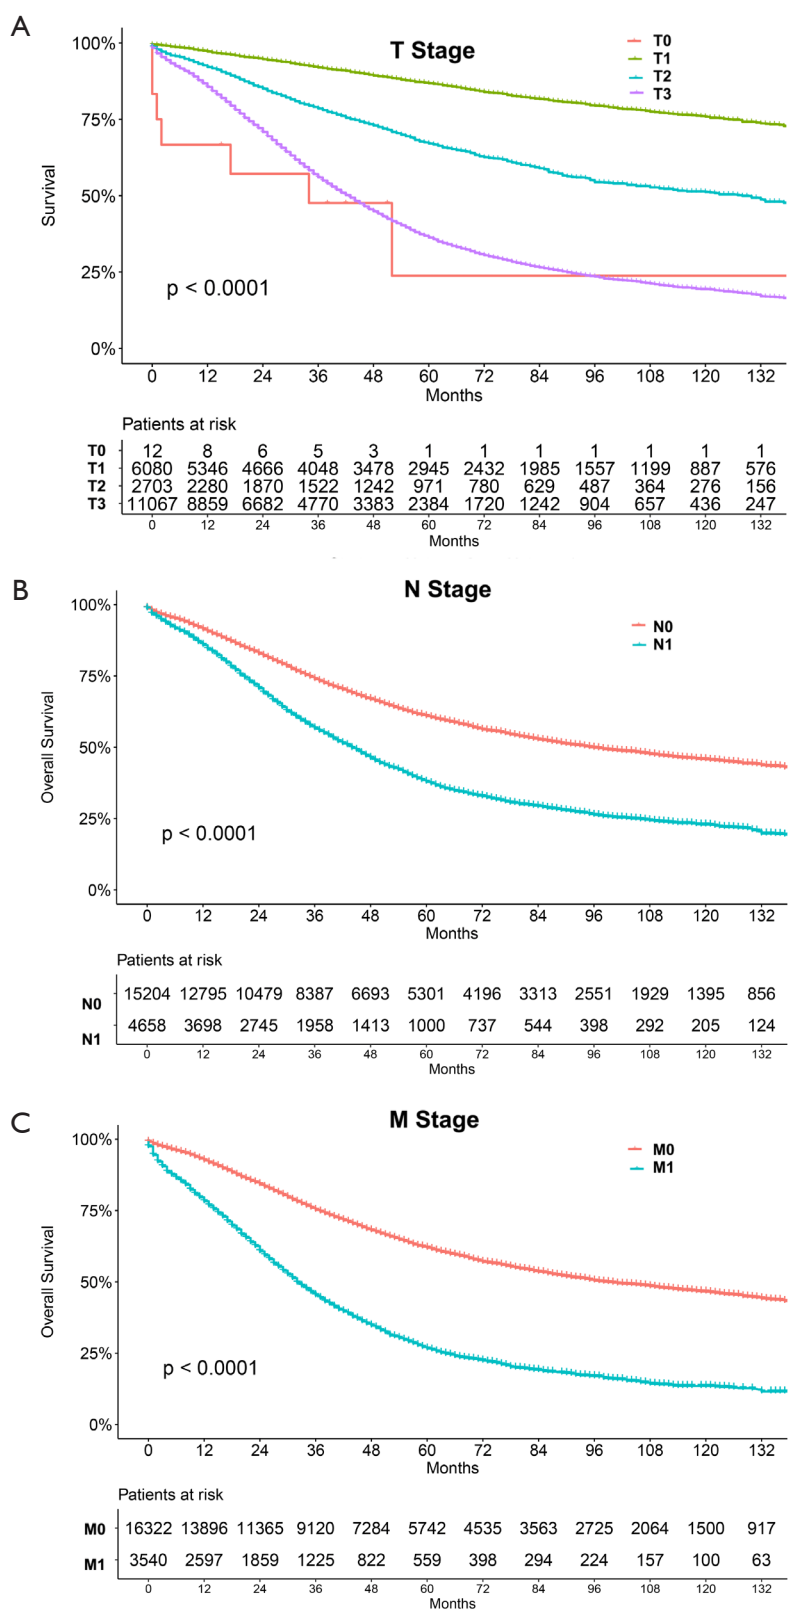 A
T Stage
T0
T1
T2
T3
100%
75%
50%
25%
0%
Survival
p < 0.0001
0 12 24 36 48 60 72 84 96 108 120 132
Months
Patients at risk
T0 12 8 6 5 3 1 1 1 1 1 1 1
T1 6080 5346 4666 4048 3478 2945 2432 1985 1557 1199 887 576
T2 2703 2280 1870 1522 1242 971 780 629 487 364 276 156
T3 11067 8859 6682 4770 3383 2384 1720 1242 904 657 436 247
0 12 24 36 48 60 72 84 96 108 120 132
Months
B
N Stage
N0
N1
100%
75%
50%
25%
0%
Overall Survival
p < 0.0001
0 12 24 36 48 60 72 84 96 108 120 132
Months
Patients at risk
N0 15204 12795 10479 8387 6693 5301 4196 3313 2551 1929 1395 856
N1 4658 3698 2745 1958 1413 1000 737 544 398 292 205 124
0 12 24 36 48 60 72 84 96 108 120 132
Months
C
M Stage
M0
M1
100%
75%
50%
25%
0%
Overall Survival
p < 0.0001
0 12 24 36 48 60 72 84 96 108 120 132
Months
Patients at risk
M0 16322 13896 11365 9120 7284 5742 4535 3563 2725 2064 1500 917
M1 3540 2597 1859 1225 822 559 398 294 224 157 100 63
0 12 24 36 48 60 72 84 96 108 120 132
Months